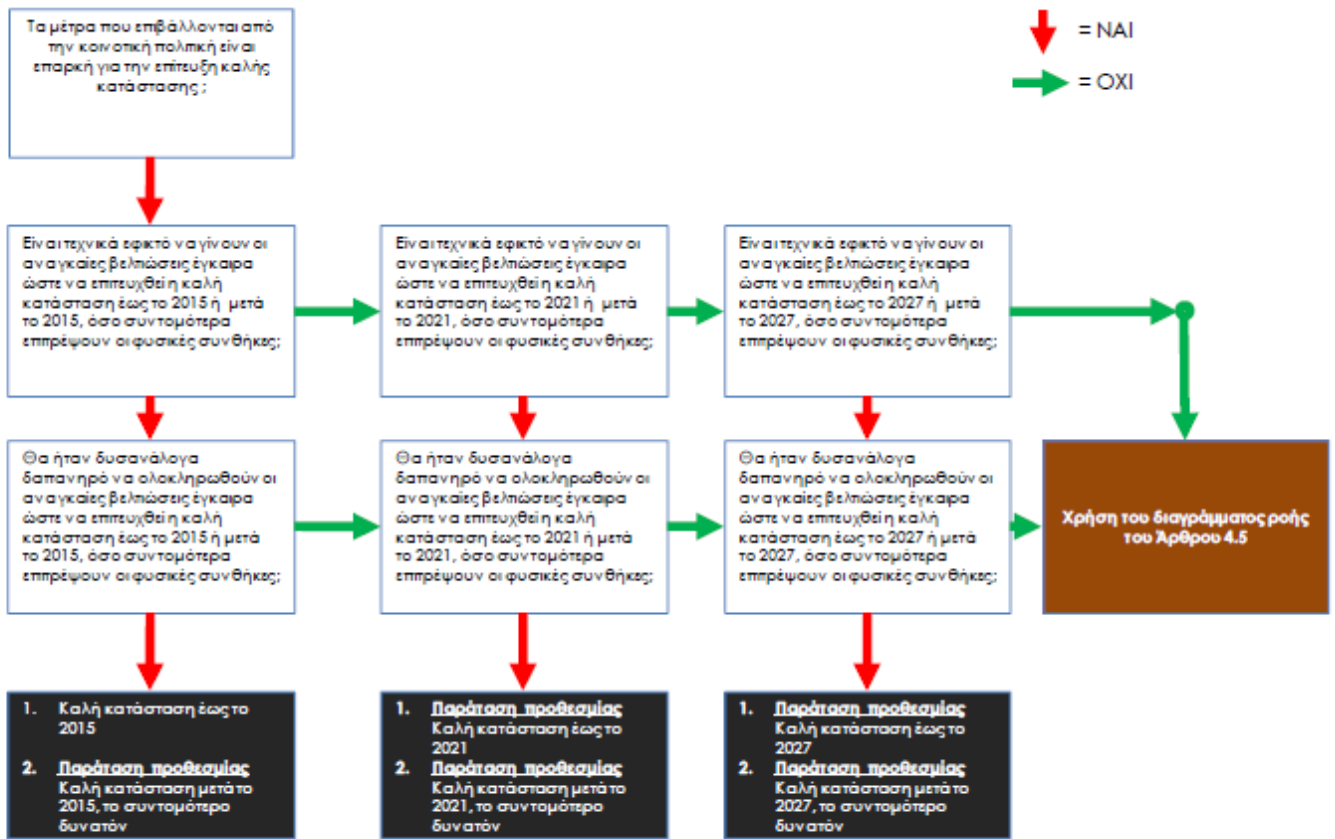 Τα μέτρα που επιβάλλονται από
την κοινοτική πολιτική είναι
επαρκή για την επίτευξη καλής
κατάστασης ;
= ΝΑΙ
= ΟΧΙ
Είναι τεχνικά εφικτό να γίνουν οι
αναγκαίες βελτιώσεις έγκαιρα
ώστε να επιτευχθεί η καλή
κατάσταση έως το 2015 ή μετά
το 2015, όσο συντομότερα
επιτρέψουν οι φυσικές συνθήκες;
Είναι τεχνικά εφικτό να γίνουν οι
αναγκαίες βελτιώσεις έγκαιρα
ώστε να επιτευχθεί η καλή
κατάσταση έως το 2021 ή μετά
το 2021, όσο συντομότερα
επιτρέψουν οι φυσικές συνθήκες;
Είναι τεχνικά εφικτό να γίνουν οι
αναγκαίες βελτιώσεις έγκαιρα
ώστε να επιτευχθεί η καλή
κατάσταση έως το 2027 ή μετά
το 2027, όσο συντομότερα
επιτρέψουν οι φυσικές συνθήκες;
Θα ήταν δυσανάλογα
δαπανηρό να ολοκληρωθούν οι
αναγκαίες βελτιώσεις έγκαιρα
ώστε να επιτευχθεί η καλή
κατάσταση έως το 2015 ή μετά
το 2015, όσο συντομότερα
επιτρέψουν οι φυσικές συνθήκες;
Θα ήταν δυσανάλογα
δαπανηρό να ολοκληρωθούν οι
αναγκαίες βελτιώσεις έγκαιρα
ώστε να επιτευχθεί η καλή
κατάσταση έως το 2021 ή μετά
το 2021, όσο συντομότερα
επιτρέψουν οι φυσικές συνθήκες;
Θα ήταν δυσανάλογα
δαπανηρό να ολοκληρωθούν οι
αναγκαίες βελτιώσεις έγκαιρα
ώστε να επιτευχθεί η καλή
κατάσταση έως το 2027 ή μετά
το 2027, όσο συντομότερα
επιτρέψουν οι φυσικές συνθήκες;
Χρήση του διαγράμματος ροής
του Άρθρου 4.5
1. Καλή κατάσταση έως το
2015
2. Παράταση προθεσμίας
Καλή κατάσταση μετά το
2015, το συντομότερο
δυνατόν
1. Παράταση προθεσμίας
Καλή κατάσταση έως το
2021
2. Παράταση προθεσμίας
Καλή κατάσταση μετά το
2021, το συντομότερο
δυνατόν
1. Παράταση προθεσμίας
Καλή κατάσταση έως το
2027
2. Παράταση προθεσμίας
Καλή κατάσταση μετά το
2027, το συντομότερο
δυνατόν